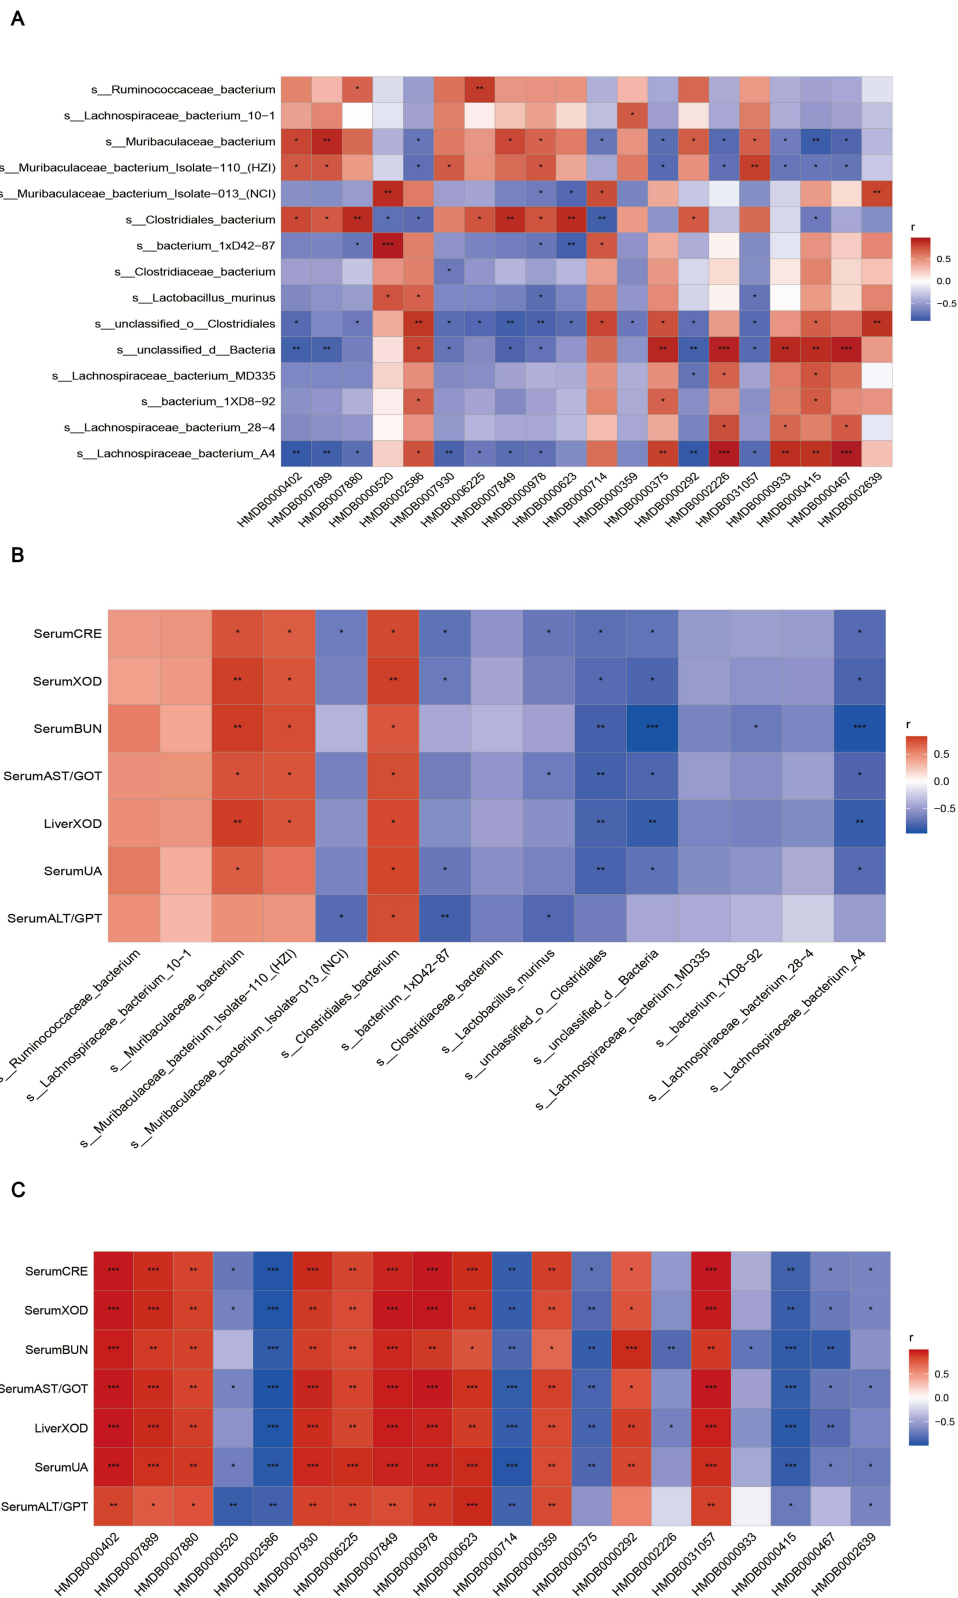 A
s__Ruminococcaceae_bacterium
s__Lachnospiraceae_bacterium_10-1
s__Muribaculaceae_bacterium
s__Muribaculaceae_bacterium_Isolate-110_(HZI)
s__Muribaculaceae_bacterium_Isolate-013_(NCI)
s__Clostridiales_bacterium
s__bacterium_1xD42-87
s__Clostridiaceae_bacterium
s__Lactobacillus_murinus
s__unclassified_o__Clostridiales
s__unclassified_d__Bacteria
s__Lachnospiraceae_bacterium_MD335
s__bacterium_1XD8-92
s__Lachnospiraceae_bacterium_28-4
s__Lachnospiraceae_bacterium_A4
HMDB0000402
HMDB0007889
HMDB0007880
HMDB0000520
HMDB0002586
HMDB0007930
HMDB0006225
HMDB0007849
HMDB0000978
HMDB0000623
HMDB0000714
HMDB0000359
HMDB0000375
HMDB0000292
HMDB0002226
HMDB0031057
HMDB0000933
HMDB0000415
HMDB0000467
HMDB0002639
r
0.5
0.0
-0.5
B
SerumCRE
SerumXOD
SerumBUN
SerumAST/GOT
LiverXOD
SerumUA
SerumALT/GPT
s__Ruminococcaceae_bacterium
s__Lachnospiraceae_bacterium_10-1
s__Muribaculaceae_bacterium
s__Muribaculaceae_bacterium_Isolate-110_(HZI)
s__Muribaculaceae_bacterium_Isolate-013_(NCI)
s__Clostridiales_bacterium
s__bacterium_1xD42-87
s__Clostridiaceae_bacterium
s__Lactobacillus_murinus
s__unclassified_o__Clostridiales
s__unclassified_d__Bacteria
s__Lachnospiraceae_bacterium_MD335
s__bacterium_1XD8-92
s__Lachnospiraceae_bacterium_28-4
s__Lachnospiraceae_bacterium_A4
r
0.5
0.0
-0.5
C
SerumCRE
SerumXOD
SerumBUN
SerumAST/GOT
LiverXOD
SerumUA
SerumALT/GPT
HMDB0000402
HMDB0007889
HMDB0007880
HMDB0000520
HMDB0002586
HMDB0007930
HMDB0006225
HMDB0007849
HMDB0000978
HMDB0000623
HMDB0000714
HMDB0000359
HMDB0000375
HMDB0000292
HMDB0002226
HMDB0031057
HMDB0000933
HMDB0000415
HMDB0000467
HMDB0002639
r
0.5
0.0
-0.5